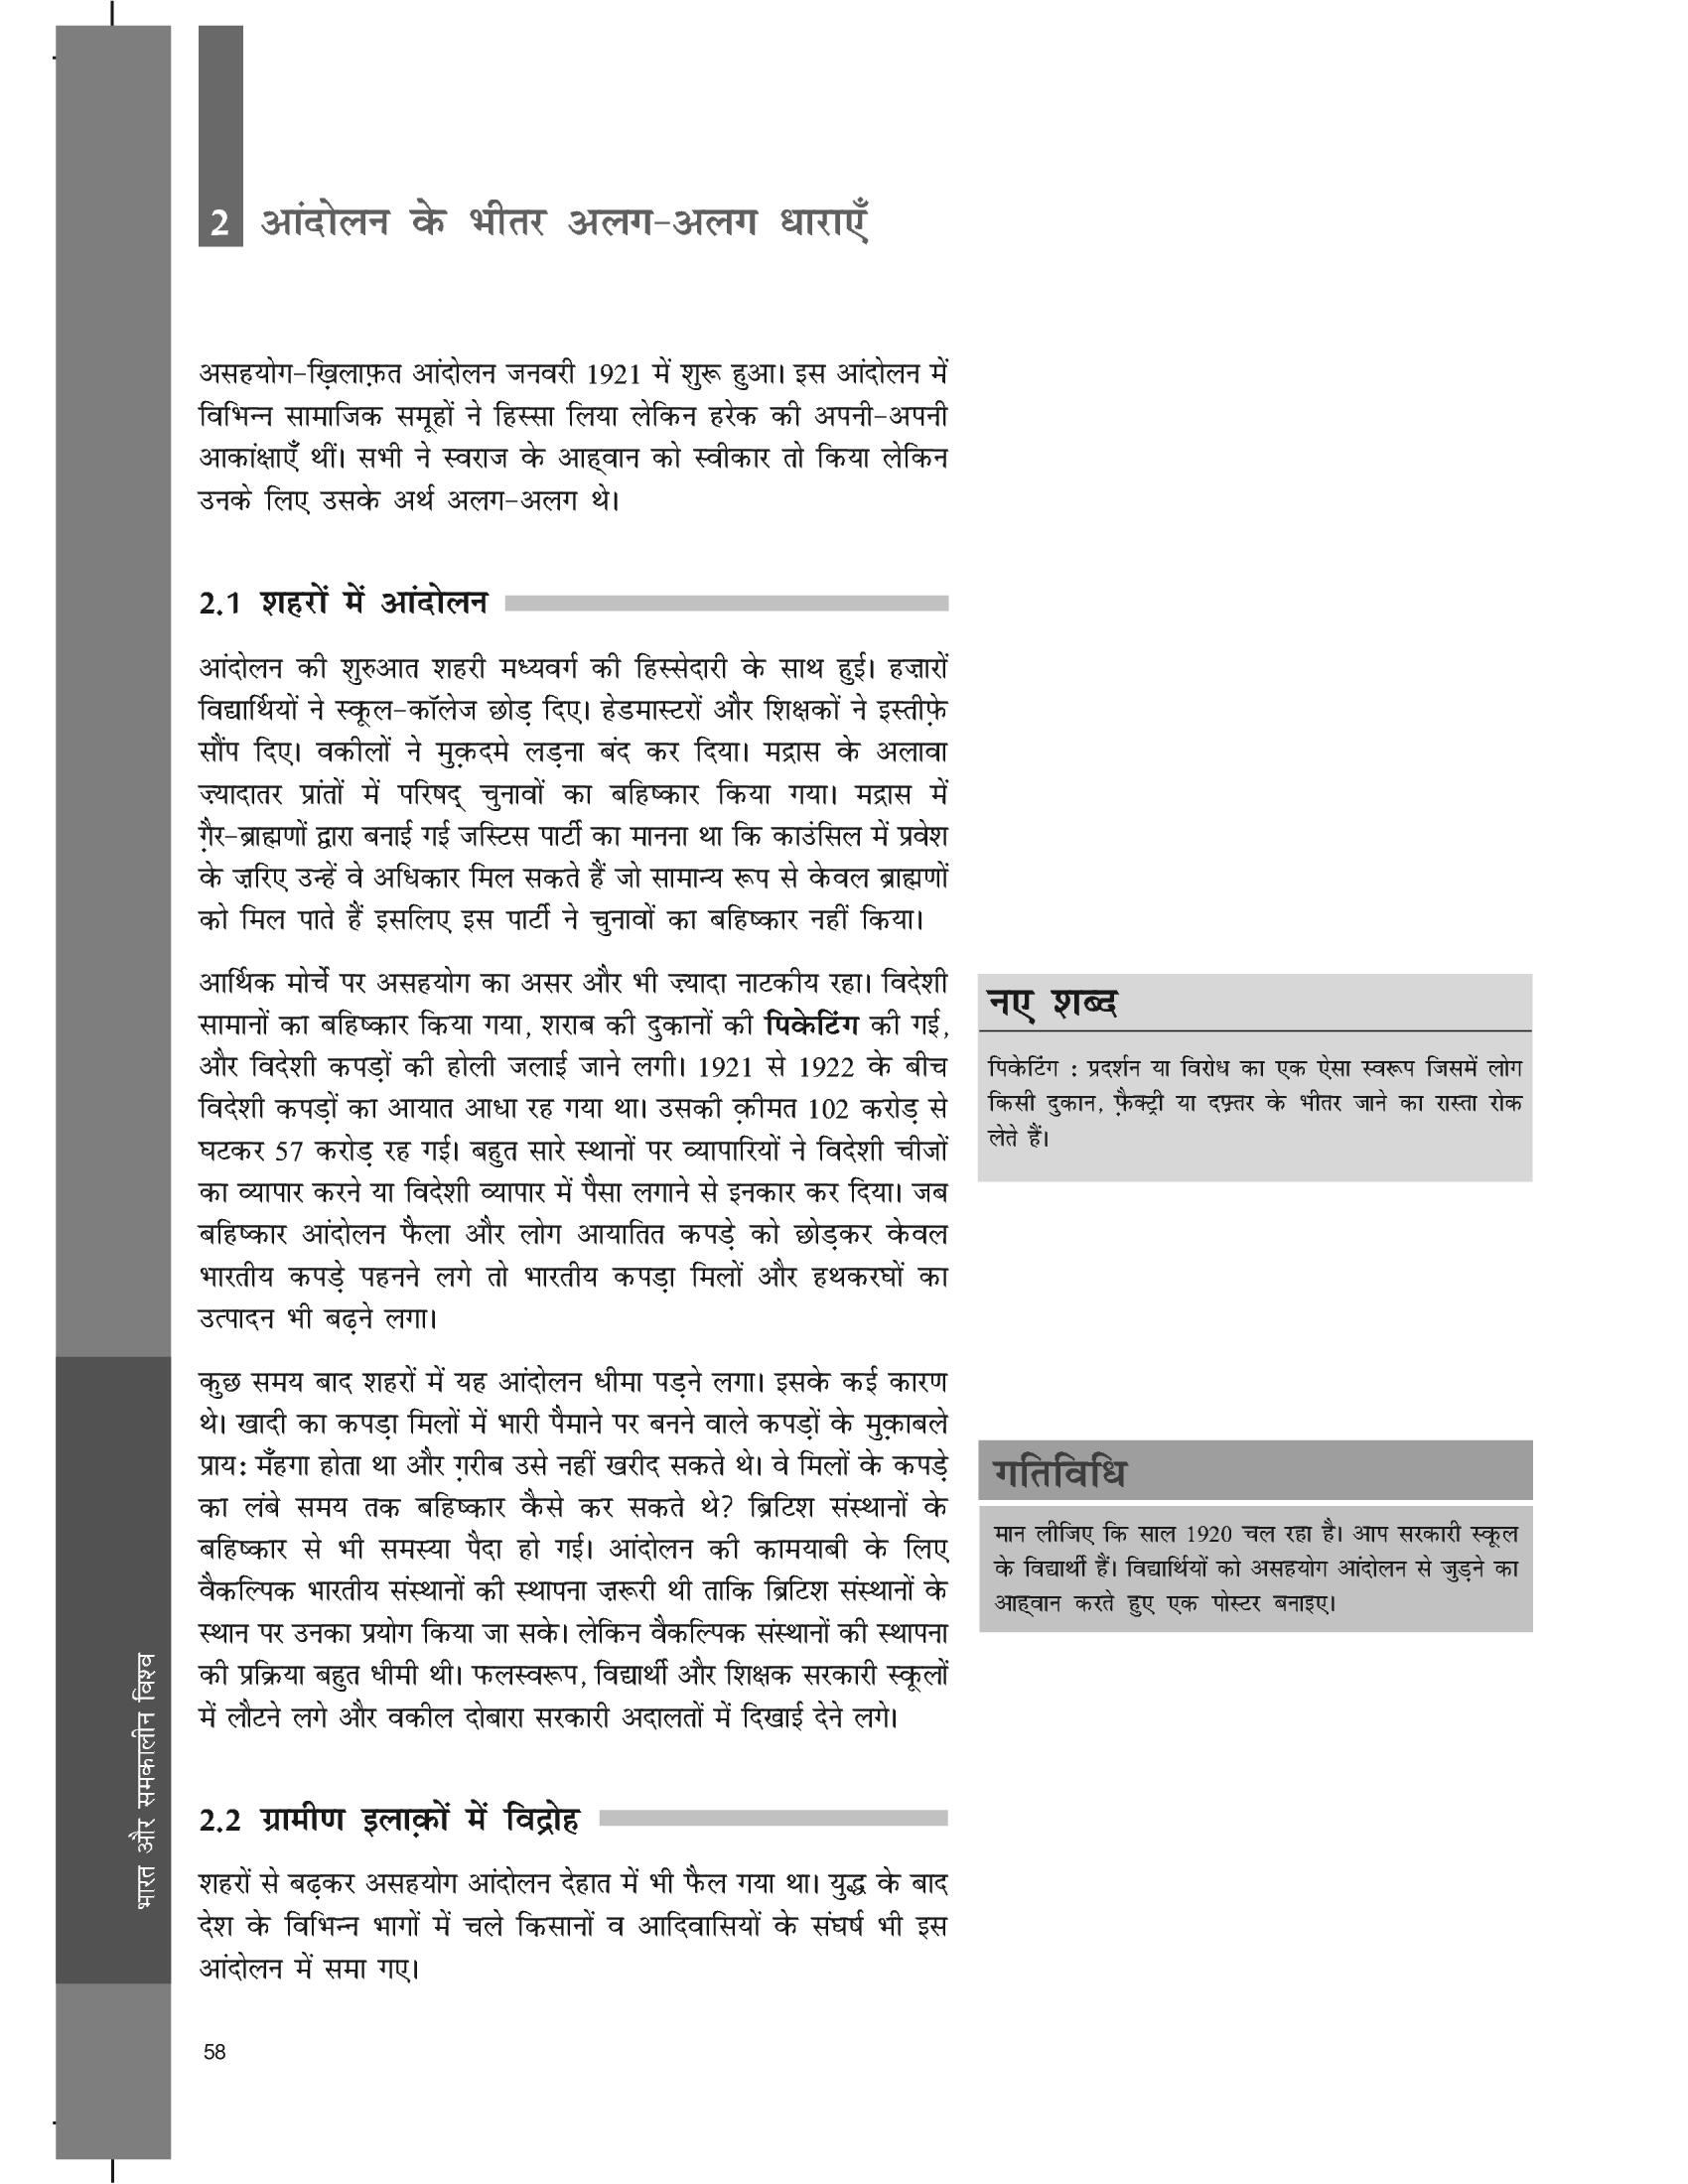 2 आंदोलन के भीतर अलग-अलग धाराएँ
असहयोग-ख़िलाफ़त आंदोलन जनवरी 1921 में शुरू हुआ। इस आंदोलन में
विभिन्न सामाजिक समूहों ने हिस्सा लिया लेकिन हरेक की अपनी-अपनी
आकांक्षाएँ थीं। सभी ने स्वराज के आह्वान को स्वीकार तो किया लेकिन
उनके लिए उसके अर्थ अलग-अलग थे।
2.1 शहरों में आंदोलन
आंदोलन की शुरुआत शहरी मध्यवर्ग की हिस्सेदारी के साथ हुई। हज़ारों
विद्यार्थियों ने स्कूल-कॉलेज छोड़ दिए। हेडमास्टरों और शिक्षकों ने इस्तीफ़े
सौंप दिए। वकीलों ने मुक़दमे लड़ना बंद कर दिया। मद्रास के अलावा
ज़्यादातर प्रांतों में परिषद् चुनावों का बहिष्कार किया गया। मद्रास में
ग़ैर-ब्राह्मणों द्वारा बनाई गई जस्टिस पार्टी का मानना था कि काउंसिल में प्रवेश
के ज़रिए उन्हें वे अधिकार मिल सकते हैं जो सामान्य रूप से केवल ब्राह्मणों
को मिल पाते हैं इसलिए इस पार्टी ने चुनावों का बहिष्कार नहीं किया।
आर्थिक मोर्चे पर असहयोग का असर और भी ज़्यादा नाटकीय रहा। विदेशी
सामानों का बहिष्कार किया गया, शराब की दुकानों की पिकेटिंग की गई,
और विदेशी कपड़ों की होली जलाई जाने लगी। 1921 से 1922 के बीच
विदेशी कपड़ों का आयात आधा रह गया था। उसकी क़ीमत 102 करोड़ से
घटकर 57 करोड़ रह गई। बहुत सारे स्थानों पर व्यापारियों ने विदेशी चीजों
का व्यापार करने या विदेशी व्यापार में पैसा लगाने से इनकार कर दिया। जब
बहिष्कार आंदोलन फैला और लोग आयातित कपड़े को छोड़कर केवल
भारतीय कपड़े पहनने लगे तो भारतीय कपड़ा मिलों और हथकरघों का
उत्पादन भी बढ़ने लगा।
कुछ समय बाद शहरों में यह आंदोलन धीमा पड़ने लगा। इसके कई कारण
थे। खादी का कपड़ा मिलों में भारी पैमाने पर बनने वाले कपड़ों के मुक़ाबले
प्राय: मँहगा होता था और ग़रीब उसे नहीं खरीद सकते थे। वे मिलों के कपड़े
का लंबे समय तक बहिष्कार कैसे कर सकते थे? ब्रिटिश संस्थानों के
बहिष्कार से भी समस्या पैदा हो गई। आंदोलन की कामयाबी के लिए
वैकल्पिक भारतीय संस्थानों की स्थापना ज़रूरी थी ताकि ब्रिटिश संस्थानों के
स्थान पर उनका प्रयोग किया जा सके। लेकिन वैकल्पिक संस्थानों की स्थापना
की प्रक्रिया बहुत धीमी थी। फलस्वरूप, विद्यार्थी और शिक्षक सरकारी स्कूलों
में लौटने लगे और वकील दोबारा सरकारी अदालतों में दिखाई देने लगे।
2.2 ग्रामीण इलाक़ों में विद्रोह
शहरों से बढ़कर असहयोग आंदोलन देहात में भी फैल गया था। युद्ध के बाद
देश के विभिन्न भागों में चले किसानों व आदिवासियों के संघर्ष भी इस
आंदोलन में समा गए।
नए शब्द
पिकेटिंग : प्रदर्शन या विरोध का एक ऐसा स्वरूप जिसमें लोग
किसी दुकान, फ़ैक्ट्री या दफ़्तर के भीतर जाने का रास्ता रोक
लेते हैं।
गतिविधि
मान लीजिए कि साल 1920 चल रहा है। आप सरकारी स्कूल
के विद्यार्थी हैं। विद्यार्थियों को असहयोग आंदोलन से जुड़ने का
आह्वान करते हुए एक पोस्टर बनाइए।
भारत और समकालीन विश्व
58